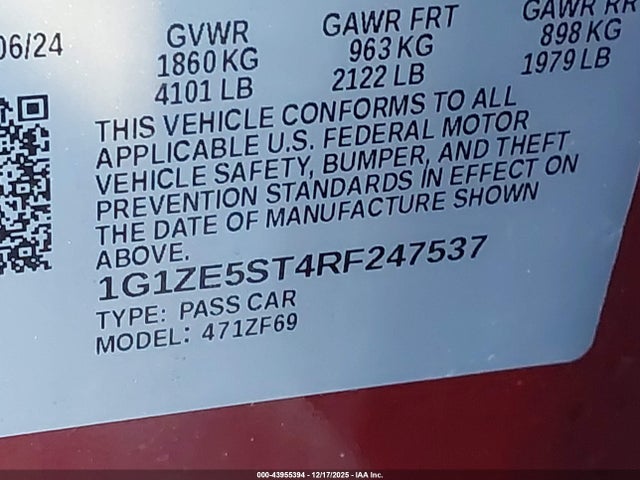 06/24
GVWR
1860 KG
4101 LB
GAWR FRT
963 KG
2122 LB
GAWR RR
898 KG
1979 LB
THIS VEHICLE CONFORMS TO ALL
APPLICABLE U.S. FEDERAL MOTOR
VEHICLE SAFETY, BUMPER, AND THEFT
PREVENTION STANDARDS IN EFFECT ON
THE DATE OF MANUFACTURE SHOWN
ABOVE.
1G1ZE5ST4RF247537
TYPE: PASS CAR
MODEL: 471ZF69
000-43955394 - 12/17/2025 - IAA Inc.